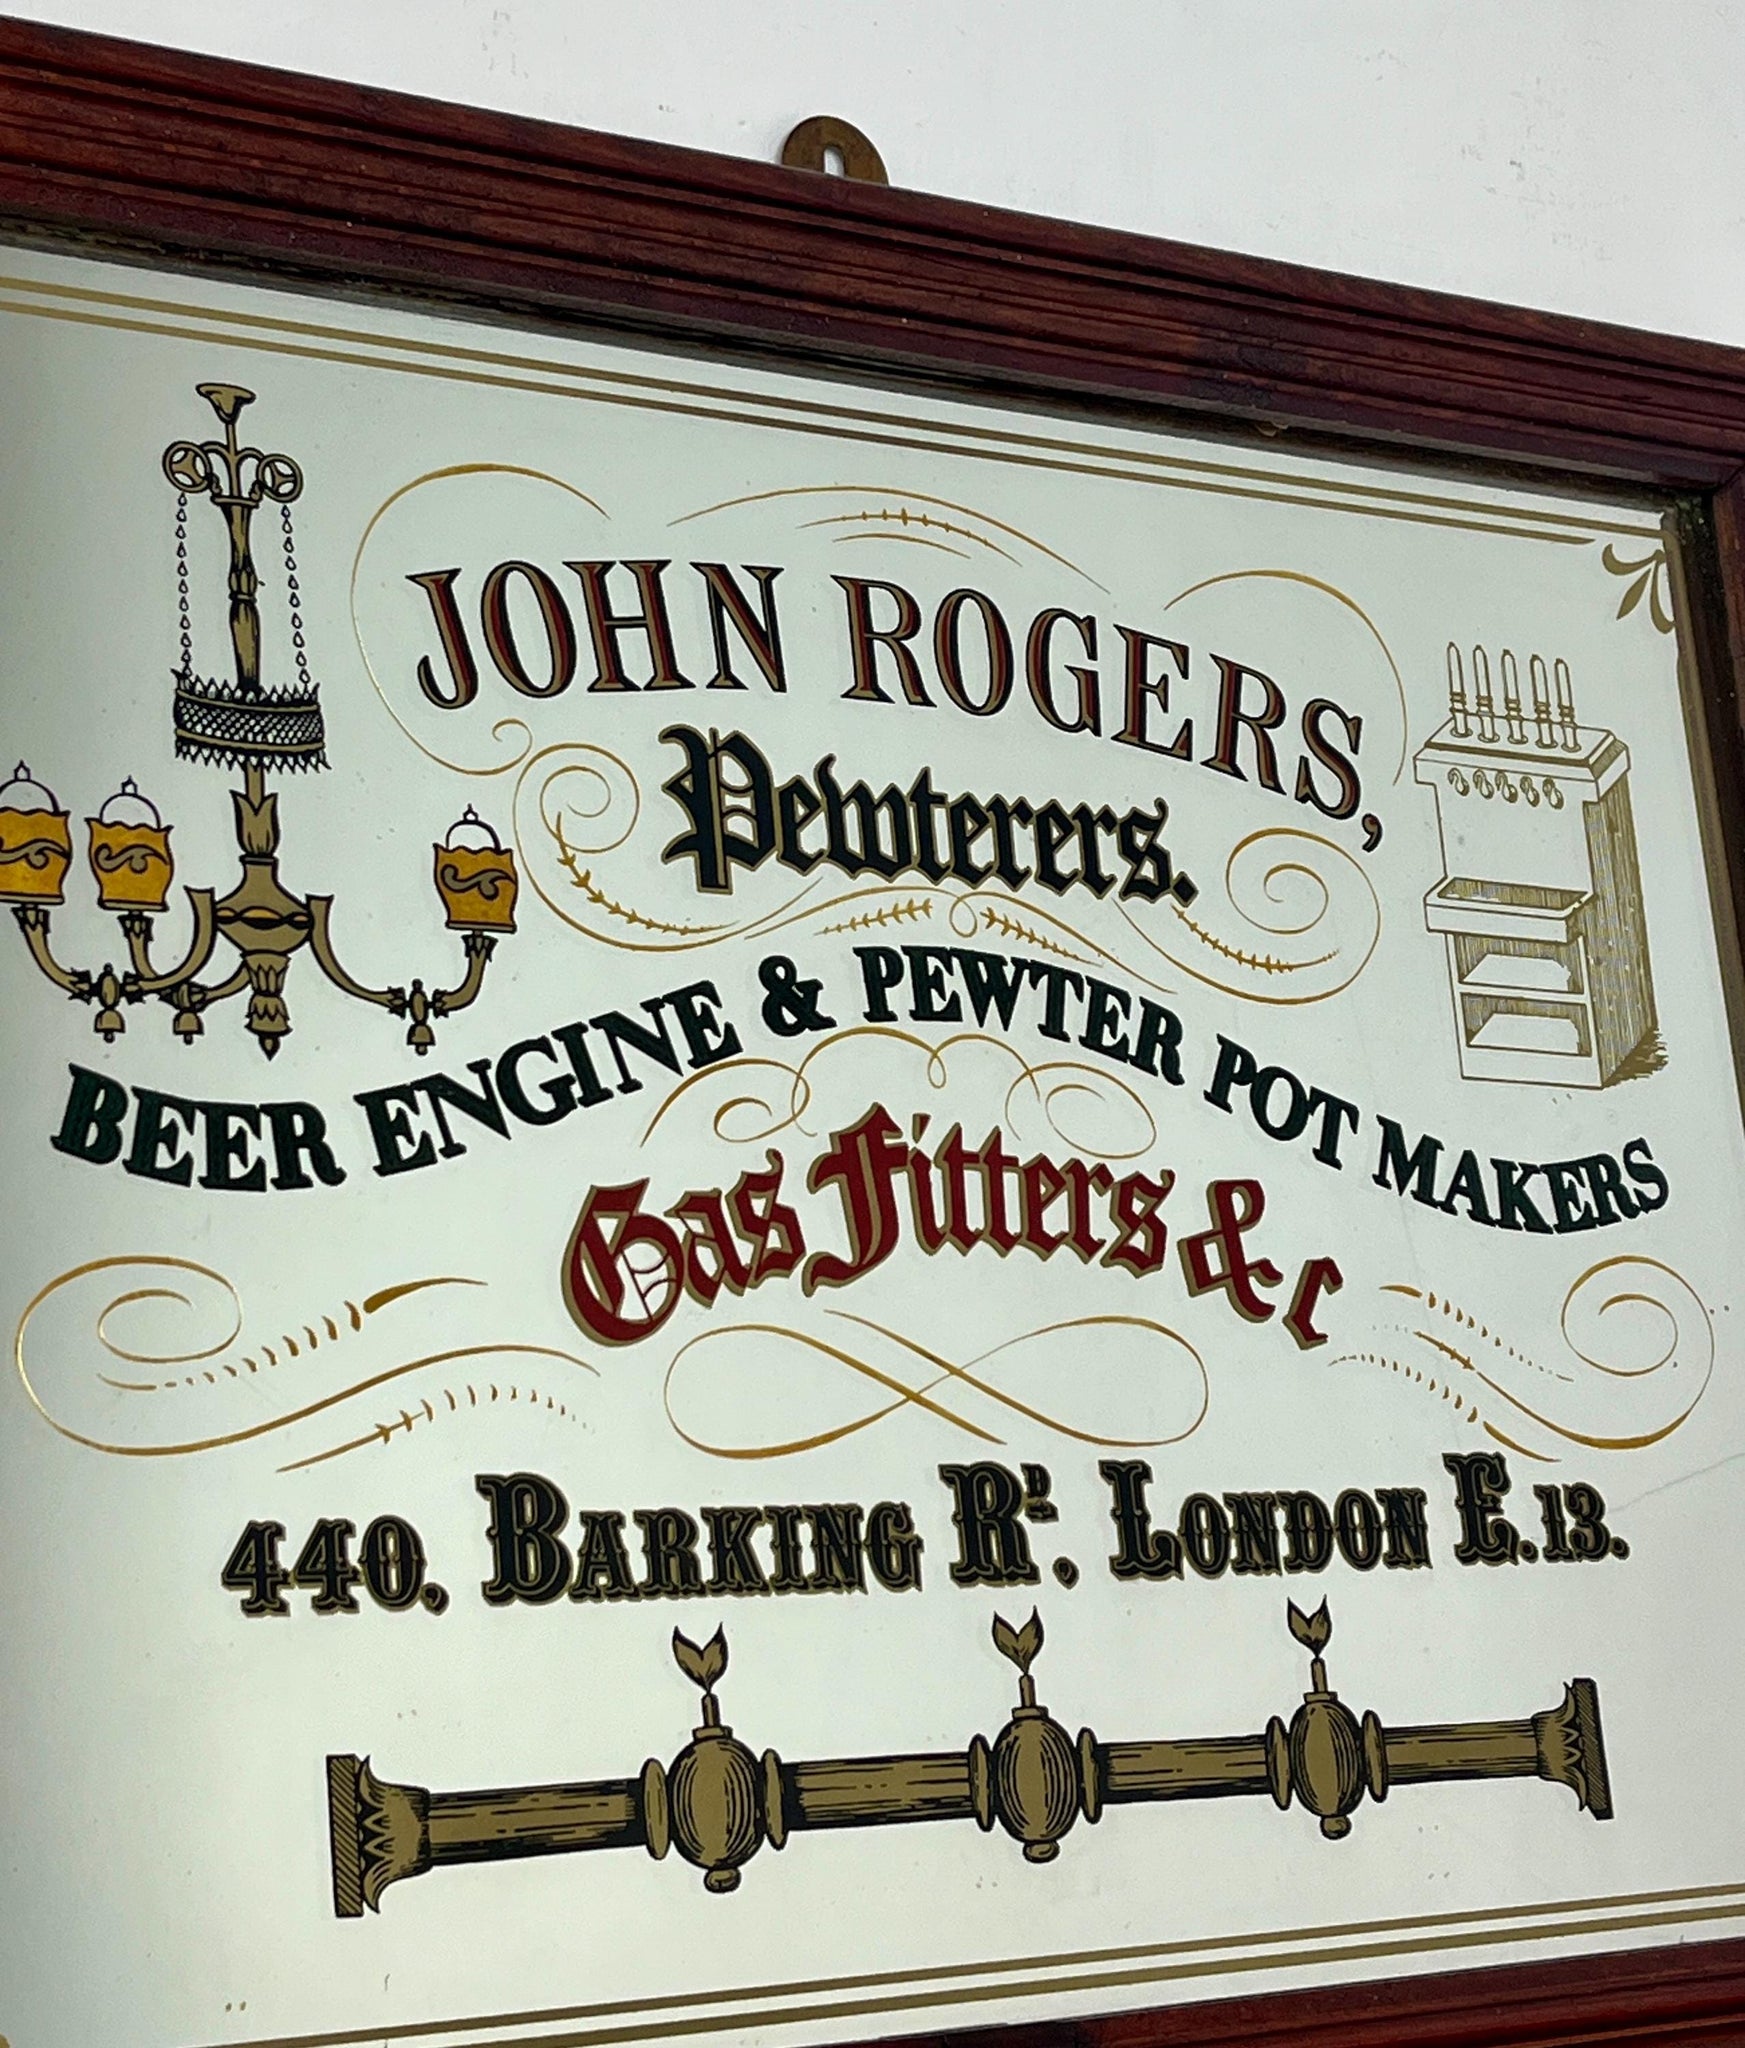 JOHN ROGERS,
Pewterers.
BEER ENGINE & PEWTER POT MAKERS
Gas Fitters & c
440, BARKING RD, LONDON E.13.